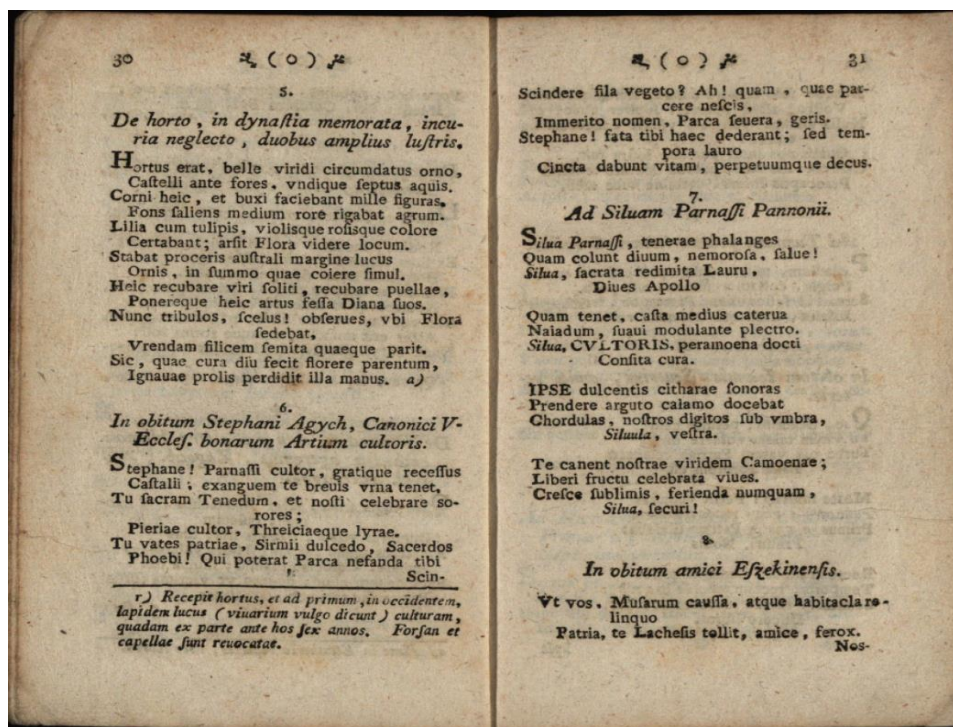 30 ( o )
5.
De horto, in dynaſtia memorata, incu-
ria neglecto, duobus amplius luſtris.
Hortus erat, belle viridi circumdatus orno,
Caſtelli ante fores, vndique ſeptus aquis.
Corni heic, et buxi faciebant mille figuras,
Fons ſaliens medium rore rigabat agrum.
Lilia cum tulipis, violisque roſisque colore
Certabant; arſit Flora videre locum.
Stabat proceris auſtrali margine lucus
Ornis, in ſummo quae coiere ſimul.
Heic recubare viri ſoliti, recubare puellae,
Ponereque heic artus feſſa Diana ſuos.
Nunc tribulos, ſcelus! obſerues, vbi Flora
ſedebat,
Vrendam filicem ſemita quaeque parit.
Sic, quae cura diu fecit florere parentum,
Ignauae prolis perdidit illa manus. a)
6.
In obitum Stephani Agych, Canonici V-
Eccleſ. bonarum Artium cultoris.
Stephane! Parnaſſi cultor, gratique receſſus
Caſtalii; exanguem te breuis vrna tenet,
Tu ſacram Tenedum, et noſti celebrare so-
rores;
Pieriae cultor, Threiciaeque lyrae.
Tu vates patriae, Sirmii dulcedo, Sacerdos
Phoebi! Qui poterat Parca nefanda tibi
Scin-
r) Recepit hortus, et ad primum, in occidentem,
lapidem lucus (viuarium vulgo dicunt) culturam,
quadam ex parte ante hos ſex annos. Forſan et
capellae ſunt reuocatae.
( o ) 31
Scindere fila vegeto? Ah! quam, quae par-
cere neſcis,
Immerito nomen, Parca ſeuera, geris.
Stephane! fata tibi haec dederant; ſed tem-
pora lauro
Cincta dabunt vitam, perpetuumque decus.
7.
Ad Siluam Parnaſſi Pannonii.
Silua Parnaſſi, tenerae phalanges
Quam colunt diuum, nemoroſa, ſalue!
Silua, ſacrata redimita Lauru,
Diues Apollo
Quam tenet, caſta medius caterua
Naiadum, ſuaui modulante plectro.
Silua, CVLTORIS, peramoena docti
Conſita cura.
IPSE dulcentis citharae ſonoras
Prendere arguto calamo docebat
Chordulas, noſtros digitos ſub vmbra,
Siluula, veſtra.
Te canent noſtrae viridem Camoenae;
Liberi fructu celebrata viues.
Creſce ſublimis, ferienda numquam,
Silua, ſecuri!
8.
In obitum amici Eſzekinenſis.
Vt vos, Muſarum cauſſa, atque habitacla re-
linquo
Patria, te Lacheſis tollit, amice, ferox.
Nos-